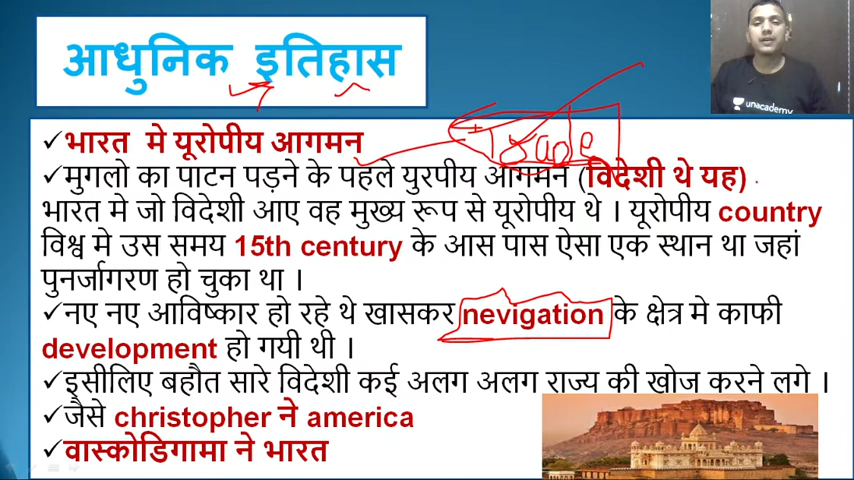 आधुनिक इतिहास
unacademy
✓भारत मे यूरोपीय आगमन
Trade
✓मुगलो का पाटन पड़ने के पहले युरपीय आगमन (विदेशी थे यह)
भारत मे जो विदेशी आए वह मुख्य रूप से यूरोपीय थे । यूरोपीय country
विश्व मे उस समय 15th century के आस पास ऐसा एक स्थान था जहां
पुनर्जागरण हो चुका था ।
✓नए नए आविष्कार हो रहे थे खासकर nevigation के क्षेत्र मे काफी
development हो गयी थी ।
✓इसीलिए बहौत सारे विदेशी कई अलग अलग राज्य की खोज करने लगे ।
✓जैसे christopher ने america
✓वास्कोडिगामा ने भारत